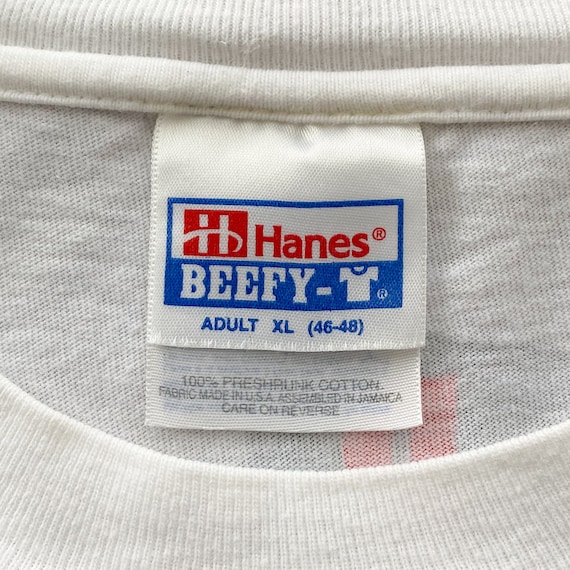 Hanes®
BEEFY-T®
ADULT XL (46-48)
100% PRESHRUNK COTTON.
FABRIC MADE IN U.S.A. ASSEMBLED IN JAMAICA
CARE ON REVERSE